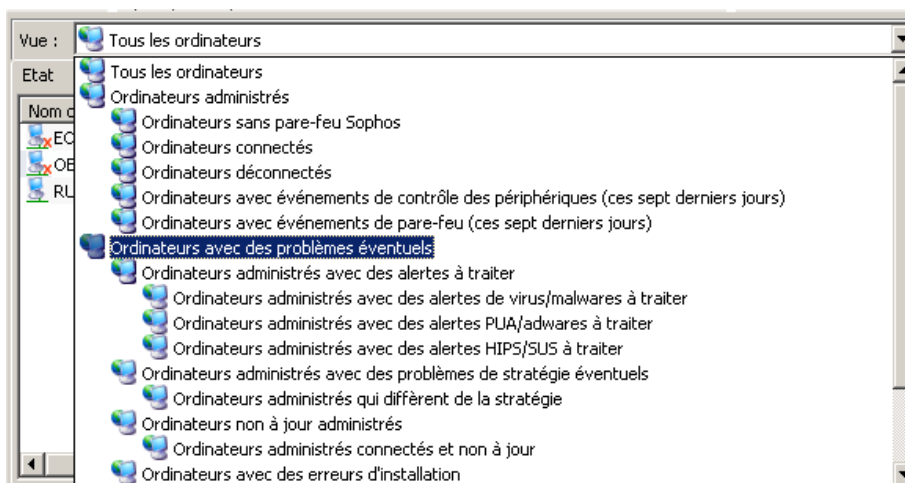 Vue : Tous les ordinateurs
Etat
Tous les ordinateurs
Ordinateurs administrés
Nom
Ordinateurs sans pare-feu Sophos
EC
Ordinateurs connectés
OE
Ordinateurs déconnectés
RU
Ordinateurs avec événements de contrôle des périphériques (ces sept derniers jours)
Ordinateurs avec événements de pare-feu (ces sept derniers jours)
Ordinateurs avec des problèmes éventuels
Ordinateurs administrés avec des alertes à traiter
Ordinateurs administrés avec des alertes de virus/malwares à traiter
Ordinateurs administrés avec des alertes PUA/adwares à traiter
Ordinateurs administrés avec des alertes HIPS/SUS à traiter
Ordinateurs administrés avec des problèmes de stratégie éventuels
Ordinateurs administrés qui diffèrent de la stratégie
Ordinateurs non à jour administrés
Ordinateurs administrés connectés et non à jour
Ordinateurs avec des erreurs d'installation